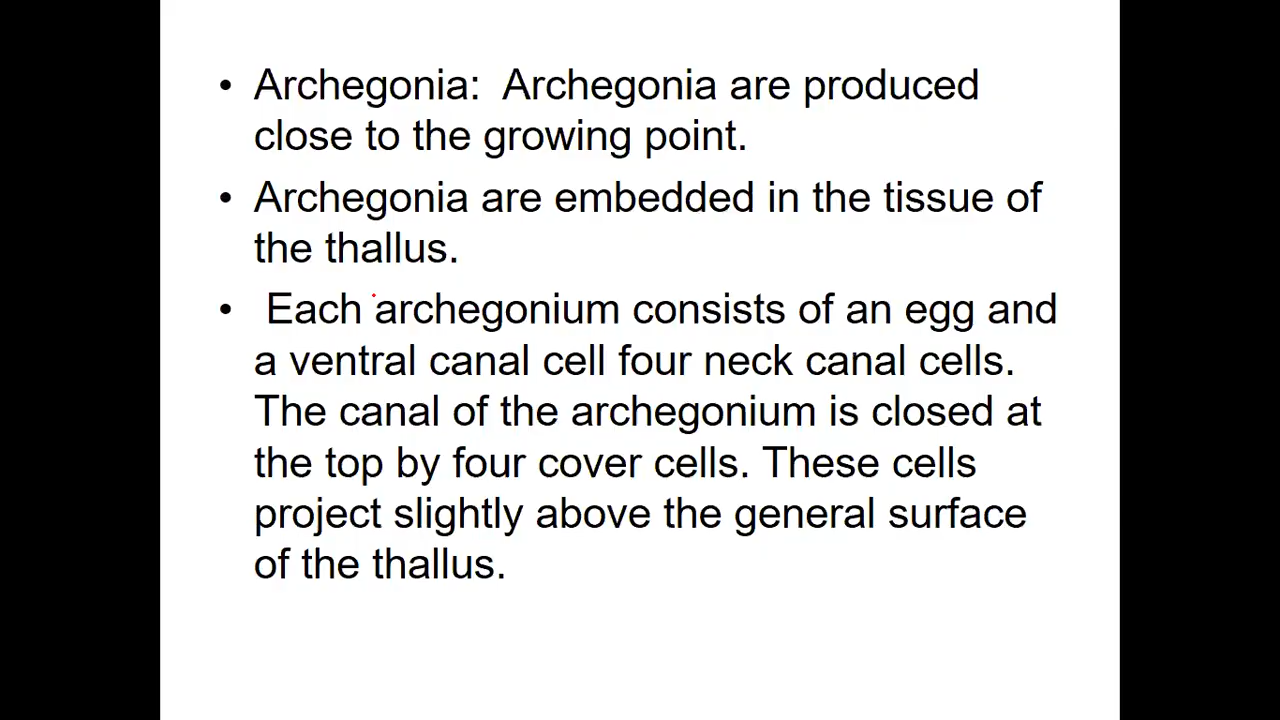 • Archegonia:  Archegonia are produced
close to the growing point.
• Archegonia are embedded in the tissue of
the thallus.
•  Each archegonium consists of an egg and
a ventral canal cell four neck canal cells.
The canal of the archegonium is closed at
the top by four cover cells. These cells
project slightly above the general surface
of the thallus.